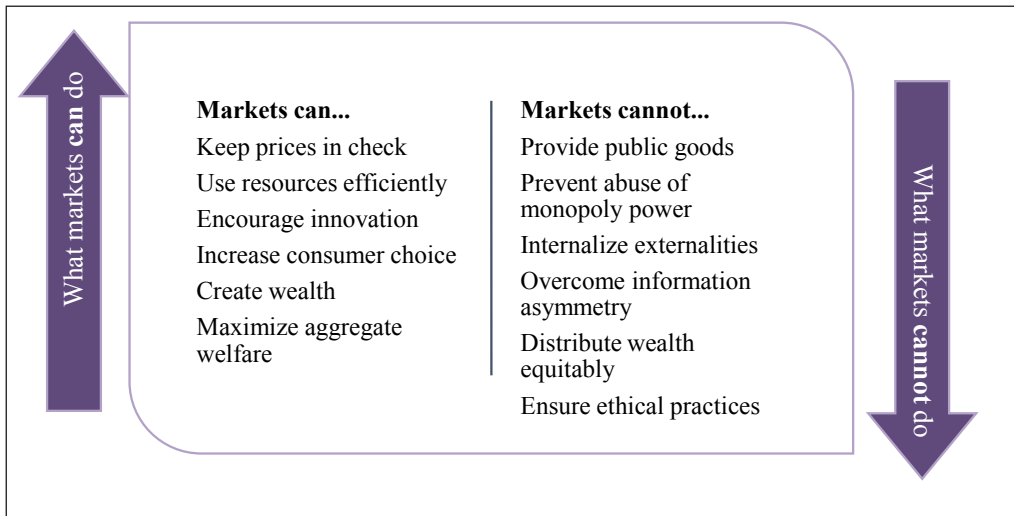 What markets can do
Markets can...
Keep prices in check
Use resources efficiently
Encourage innovation
Increase consumer choice
Create wealth
Maximize aggregate
welfare
Markets cannot...
Provide public goods
Prevent abuse of
monopoly power
Internalize externalities
Overcome information
asymmetry
Distribute wealth
equitably
Ensure ethical practices
What markets cannot do